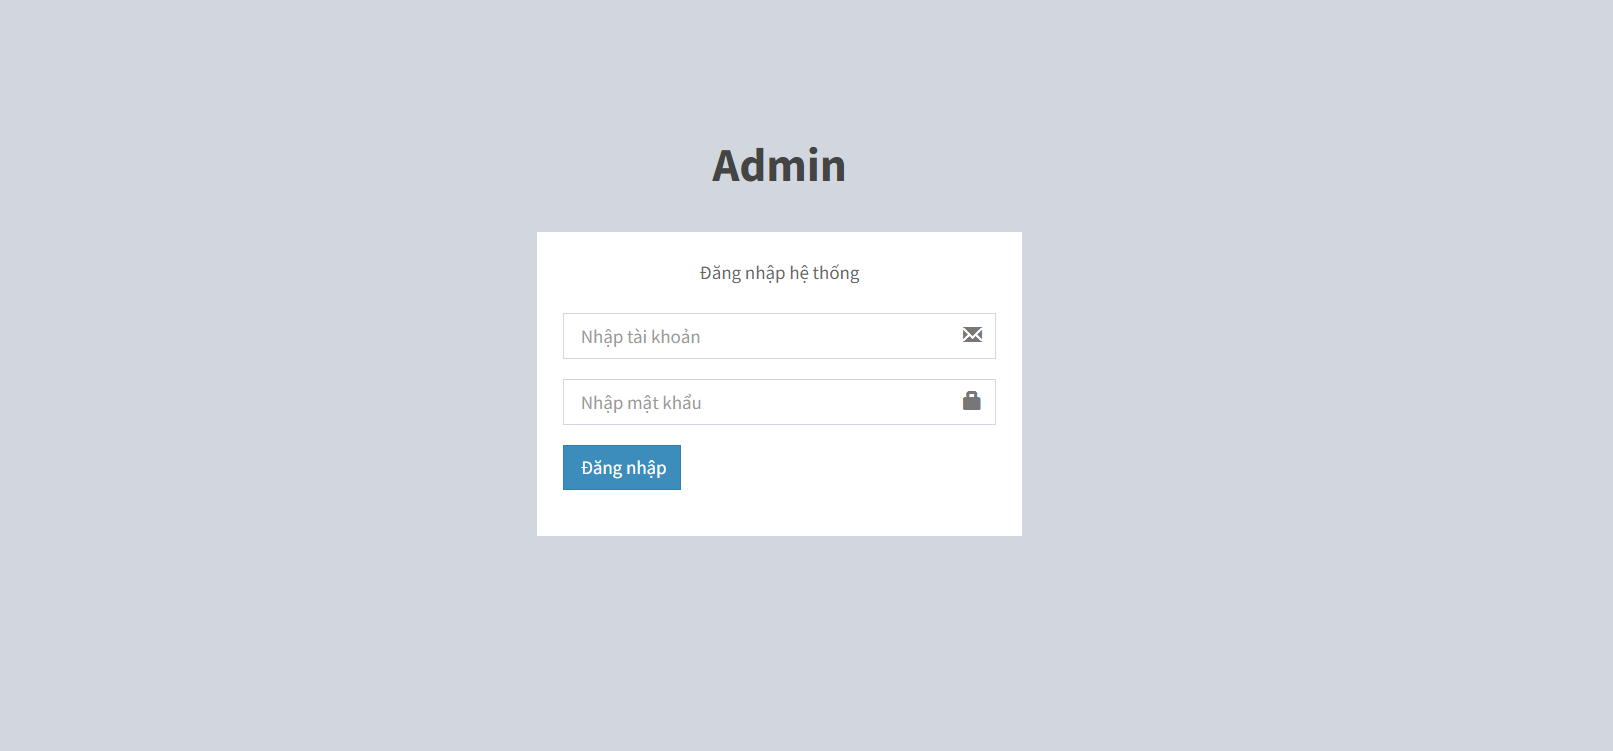 Admin
Đăng nhập hệ thống
Nhập tài khoản
Nhập mật khẩu
Đăng nhập